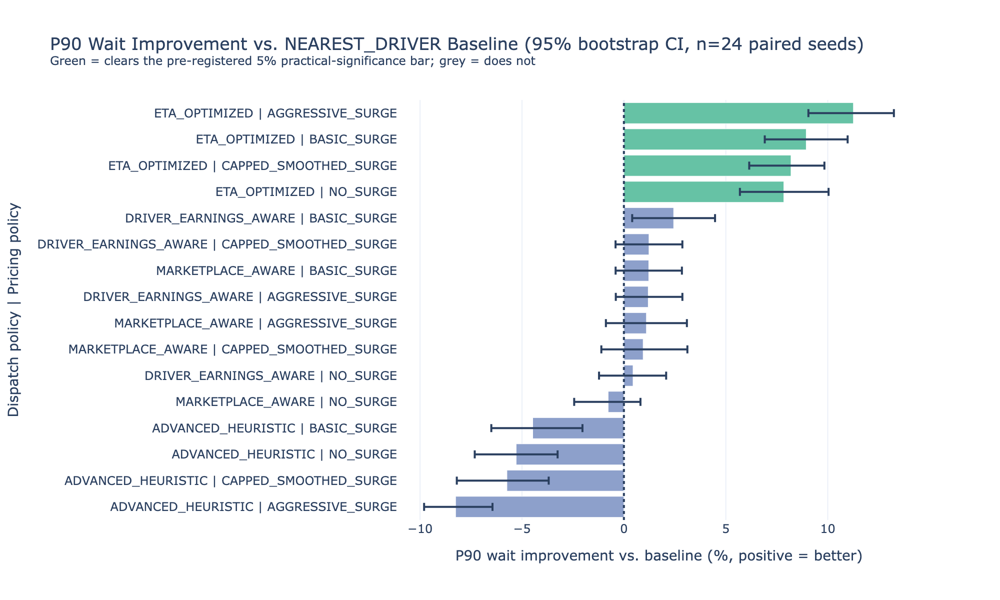 P90 Wait Improvement vs. NEAREST_DRIVER Baseline (95% bootstrap CI, n=24 paired seeds)
Green = clears the pre-registered 5% practical-significance bar; grey = does not
Dispatch policy | Pricing policy
ETA_OPTIMIZED | AGGRESSIVE_SURGE
ETA_OPTIMIZED | BASIC_SURGE
ETA_OPTIMIZED | CAPPED_SMOOTHED_SURGE
ETA_OPTIMIZED | NO_SURGE
DRIVER_EARNINGS_AWARE | BASIC_SURGE
DRIVER_EARNINGS_AWARE | CAPPED_SMOOTHED_SURGE
MARKETPLACE_AWARE | BASIC_SURGE
DRIVER_EARNINGS_AWARE | AGGRESSIVE_SURGE
MARKETPLACE_AWARE | AGGRESSIVE_SURGE
MARKETPLACE_AWARE | CAPPED_SMOOTHED_SURGE
DRIVER_EARNINGS_AWARE | NO_SURGE
MARKETPLACE_AWARE | NO_SURGE
ADVANCED_HEURISTIC | BASIC_SURGE
ADVANCED_HEURISTIC | NO_SURGE
ADVANCED_HEURISTIC | CAPPED_SMOOTHED_SURGE
ADVANCED_HEURISTIC | AGGRESSIVE_SURGE
−10 −5 0 5 10
P90 wait improvement vs. baseline (%, positive = better)